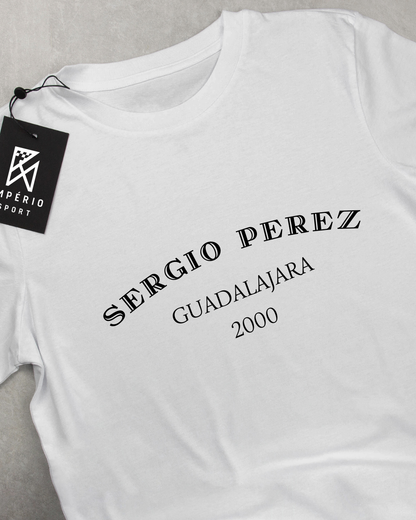 SERGIO PEREZ
GUADALAJARA
2000
MPÉRIO
SPORT